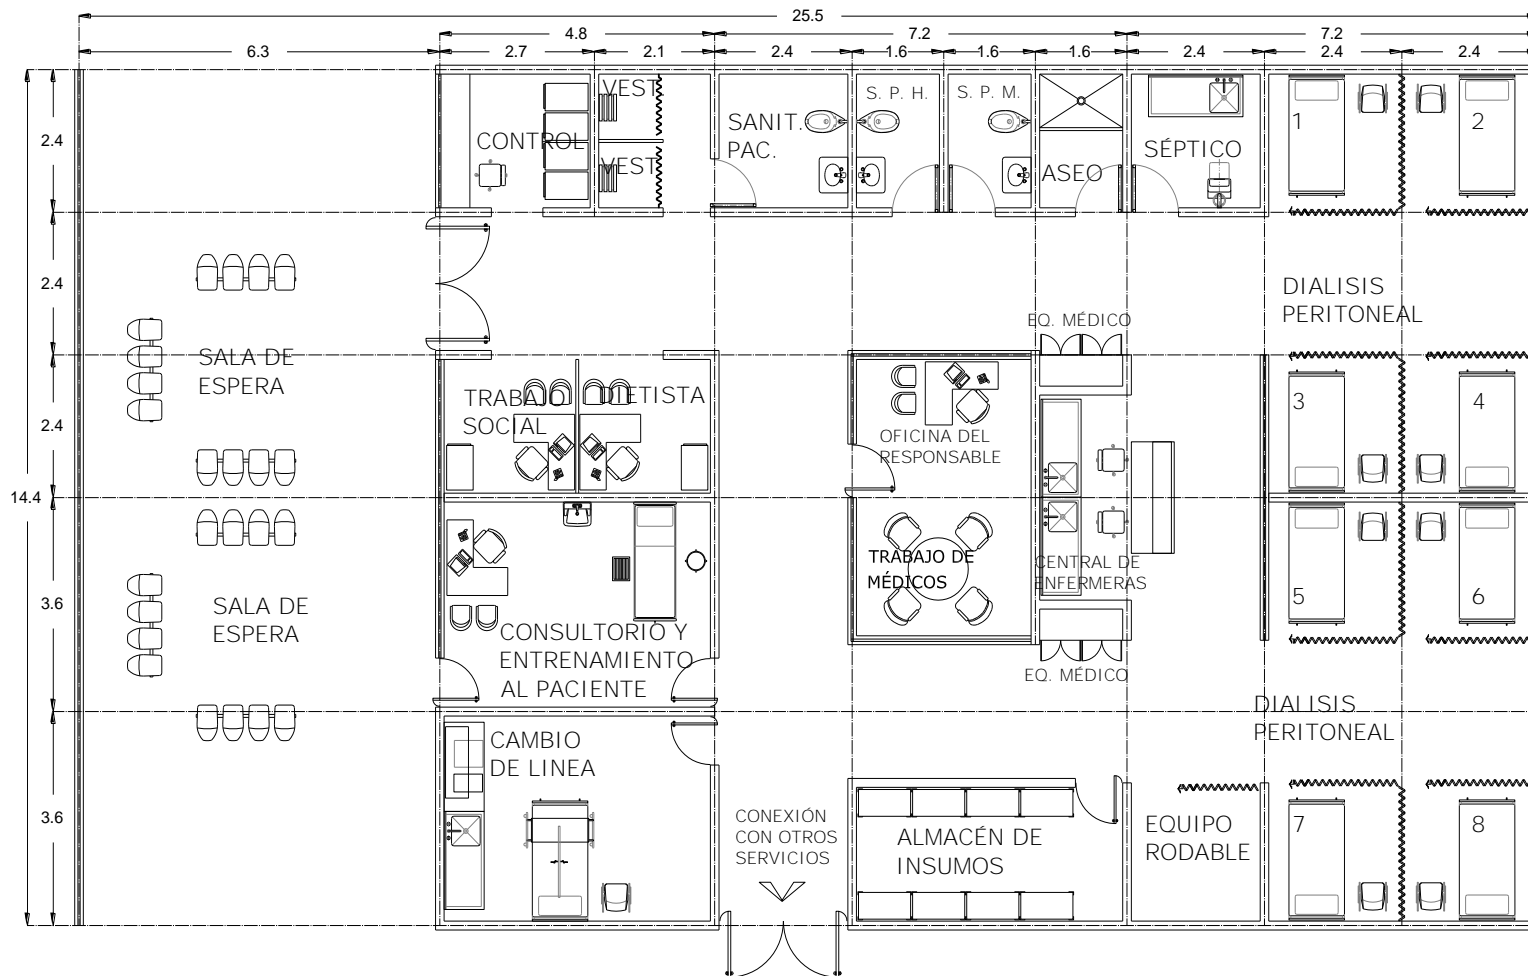 25.5
4.8
7.2
7.2
6.3
2.7
2.1
2.4
1.6
1.6
1.6
2.4
2.4
2.4
2.4
2.4
2.4
14.4
3.6
3.6
CONTROL
VEST
VEST
SANIT.
PAC.
S. P. H.
S. P. M.
ASEO
SÉPTICO
1
2
DIALISIS
PERITONEAL
EQ. MÉDICO
SALA DE
ESPERA
TRABAJO
SOCIAL
DIETISTA
OFICINA DEL
RESPONSABLE
3
4
TRABAJO DE
MÉDICOS
CENTRAL DE
ENFERMERAS
5
6
SALA DE
ESPERA
CONSULTORIO Y
ENTRENAMIENTO
AL PACIENTE
EQ. MÉDICO
DIALISIS
PERITONEAL
CAMBIO
DE LINEA
CONEXIÓN
CON OTROS
SERVICIOS
ALMACÉN DE
INSUMOS
EQUIPO
RODABLE
7
8